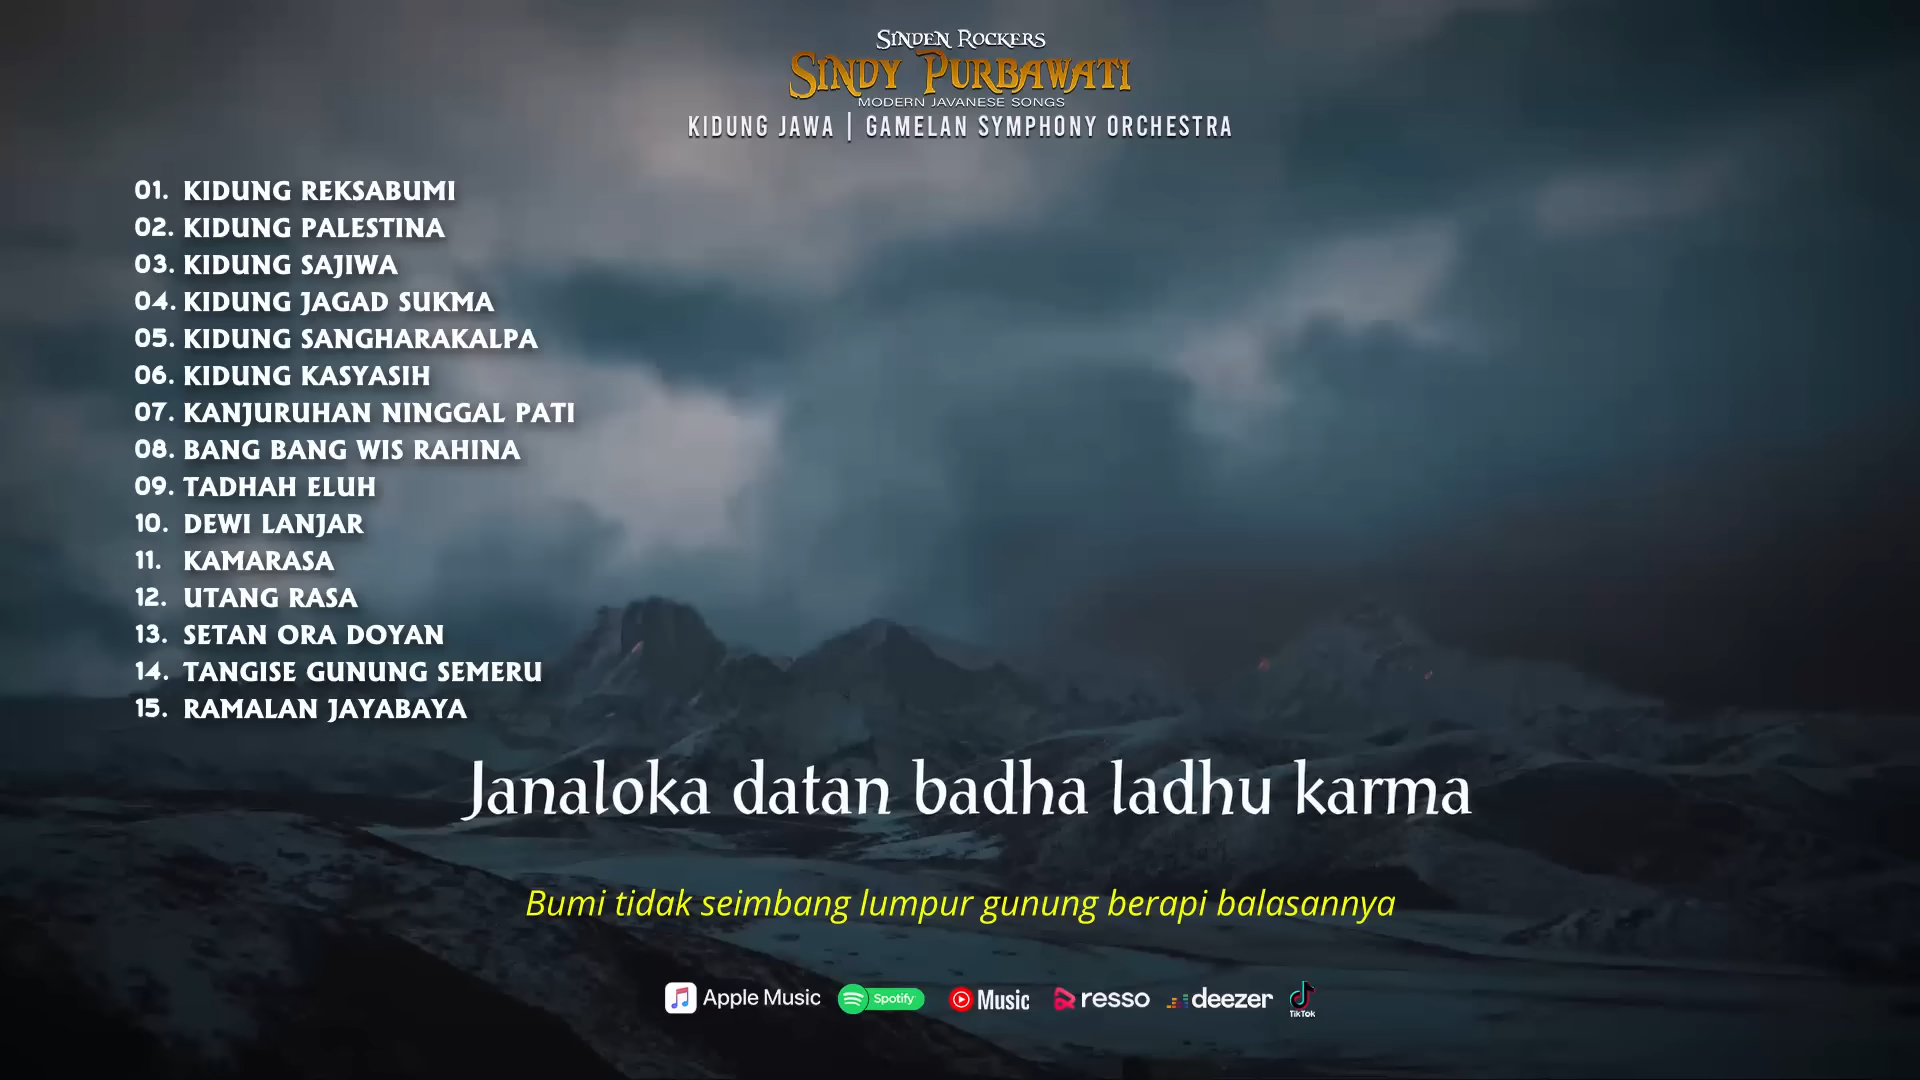 SINDEN ROCKERS
SINDY PURBAWATI
MODERN JAVANESE SONGS
KIDUNG JAWA | GAMELAN SYMPHONY ORCHESTRA
01. KIDUNG REKSABUMI
02. KIDUNG PALESTINA
03. KIDUNG SAJIWA
04. KIDUNG JAGAD SUKMA
05. KIDUNG SANGHARAKALPA
06. KIDUNG KASYASIH
07. KANJURUHAN NINGGAL PATI
08. BANG BANG WIS RAHINA
09. TADHAH ELUH
10. DEWI LANJAR
11. KAMARASA
12. UTANG RASA
13. SETAN ORA DOYAN
14. TANGISE GUNUNG SEMERU
15. RAMALAN JAYABAYA
Janaloka datan badha ladhu karma
Bumi tidak seimbang lumpur gunung berapi balasannya
Apple Music Spotify Music resso deezer TikTok